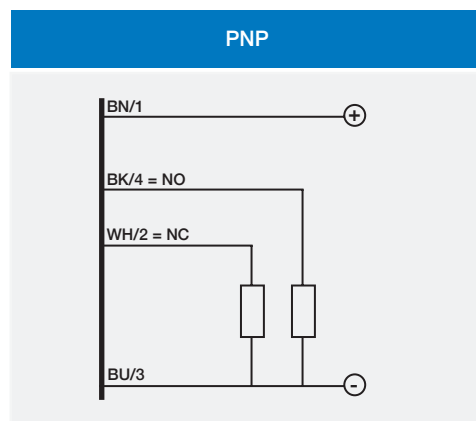 PNP
BN/1
+
BK/4 = NO
WH/2 = NC
BU/3
-